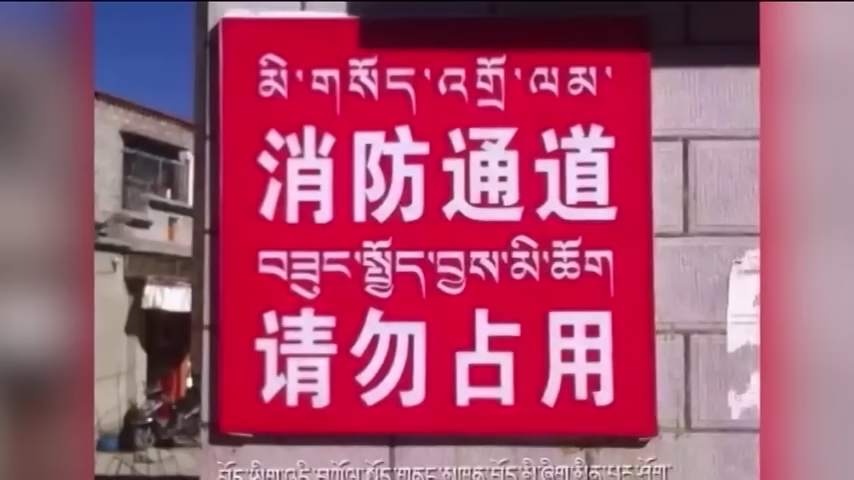 མི་གསོད་འགྲོ་ལམ་
消防通道
བཟུང་སྤྱོད་བྱས་མི་ཆོག
请勿占用